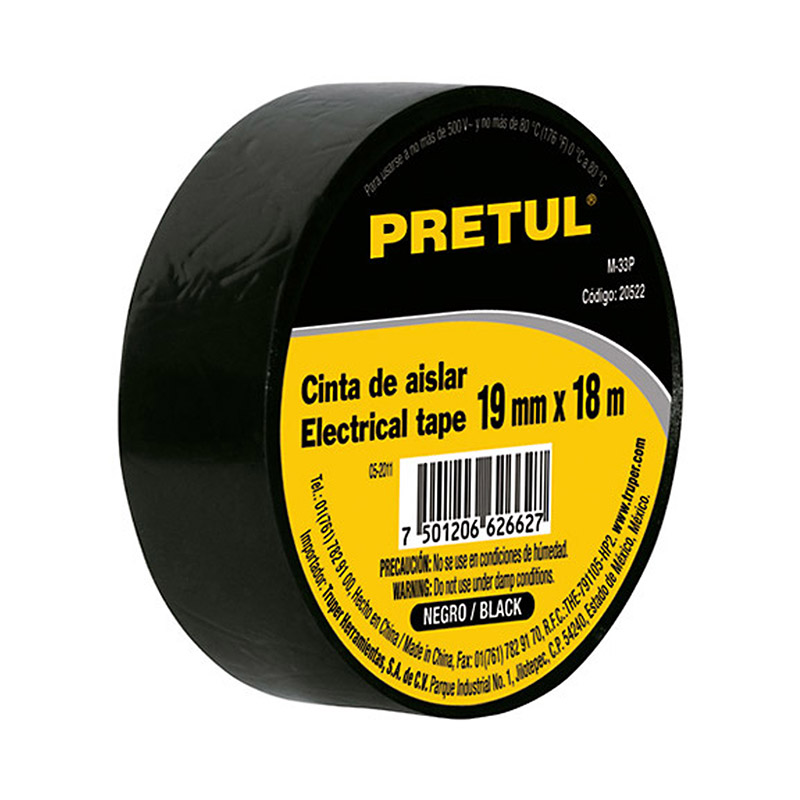 Para usarse a no más de 500 V~ y no más de 80 °C (176 °F) 0 °C a 80 °C
PRETUL®
M-33P
Código: 20522
Cinta de aislar
Electrical tape 19 mm x 18 m
05-2011
7 501206 626627
PRECAUCIÓN: No se use en condiciones de húmedad.
WARNING: Do not use under damp conditions.
NEGRO / BLACK
Tel.: 01(761) 782 91 00, Hecho en China / Made in China, Fax: 01(761) 782 91 70, R.F.C.:THE-791105-HP2. www.truper.com
Importador: Truper Herramientas, S.A. de C.V. Parque Industrial No. 1, Jilotepec, C.P. 54240, Estado de México, México.